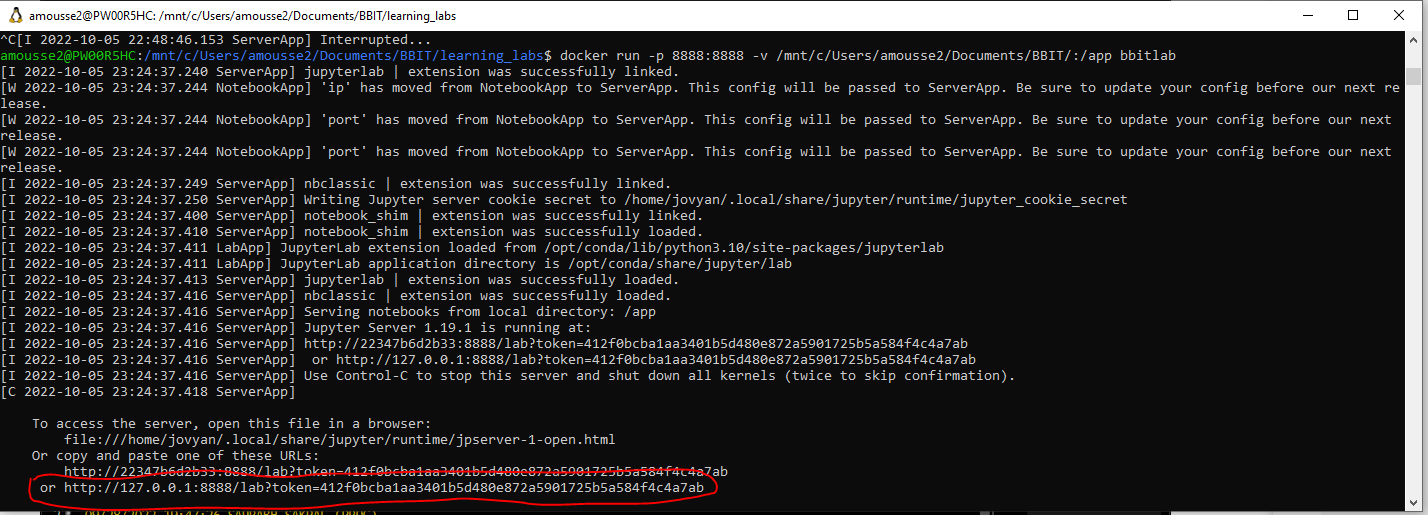 amousse2@PW00R5HC: /mnt/c/Users/amousse2/Documents/BBIT/learning_labs
^C[I 2022-10-05 22:48:46.153 ServerApp] Interrupted...
amousse2@PW00R5HC:/mnt/c/Users/amousse2/Documents/BBIT/learning_labs$ docker run -p 8888:8888 -v /mnt/c/Users/amousse2/Documents/BBIT/:/app bbitlab
[I 2022-10-05 23:24:37.240 ServerApp] jupyterlab | extension was successfully linked.
[W 2022-10-05 23:24:37.244 NotebookApp] 'ip' has moved from NotebookApp to ServerApp. This config will be passed to ServerApp. Be sure to update your config before our next re
lease.
[W 2022-10-05 23:24:37.244 NotebookApp] 'port' has moved from NotebookApp to ServerApp. This config will be passed to ServerApp. Be sure to update your config before our next
release.
[W 2022-10-05 23:24:37.244 NotebookApp] 'port' has moved from NotebookApp to ServerApp. This config will be passed to ServerApp. Be sure to update your config before our next
release.
[I 2022-10-05 23:24:37.249 ServerApp] nbclassic | extension was successfully linked.
[I 2022-10-05 23:24:37.250 ServerApp] Writing Jupyter server cookie secret to /home/jovyan/.local/share/jupyter/runtime/jupyter_cookie_secret
[I 2022-10-05 23:24:37.400 ServerApp] notebook_shim | extension was successfully linked.
[I 2022-10-05 23:24:37.410 ServerApp] notebook_shim | extension was successfully loaded.
[I 2022-10-05 23:24:37.411 LabApp] JupyterLab extension loaded from /opt/conda/lib/python3.10/site-packages/jupyterlab
[I 2022-10-05 23:24:37.411 LabApp] JupyterLab application directory is /opt/conda/share/jupyter/lab
[I 2022-10-05 23:24:37.413 ServerApp] jupyterlab | extension was successfully loaded.
[I 2022-10-05 23:24:37.416 ServerApp] nbclassic | extension was successfully loaded.
[I 2022-10-05 23:24:37.416 ServerApp] Serving notebooks from local directory: /app
[I 2022-10-05 23:24:37.416 ServerApp] Jupyter Server 1.19.1 is running at:
[I 2022-10-05 23:24:37.416 ServerApp] http://22347b6d2b33:8888/lab?token=412f0bcba1aa3401b5d480e872a5901725b5a584f4c4a7ab
[I 2022-10-05 23:24:37.416 ServerApp]  or http://127.0.0.1:8888/lab?token=412f0bcba1aa3401b5d480e872a5901725b5a584f4c4a7ab
[I 2022-10-05 23:24:37.416 ServerApp] Use Control-C to stop this server and shut down all kernels (twice to skip confirmation).
[C 2022-10-05 23:24:37.418 ServerApp]
To access the server, open this file in a browser:
file:///home/jovyan/.local/share/jupyter/runtime/jpserver-1-open.html
Or copy and paste one of these URLs:
http://22347b6d2b33:8888/lab?token=412f0bcba1aa3401b5d480e872a5901725b5a584f4c4a7ab
or http://127.0.0.1:8888/lab?token=412f0bcba1aa3401b5d480e872a5901725b5a584f4c4a7ab